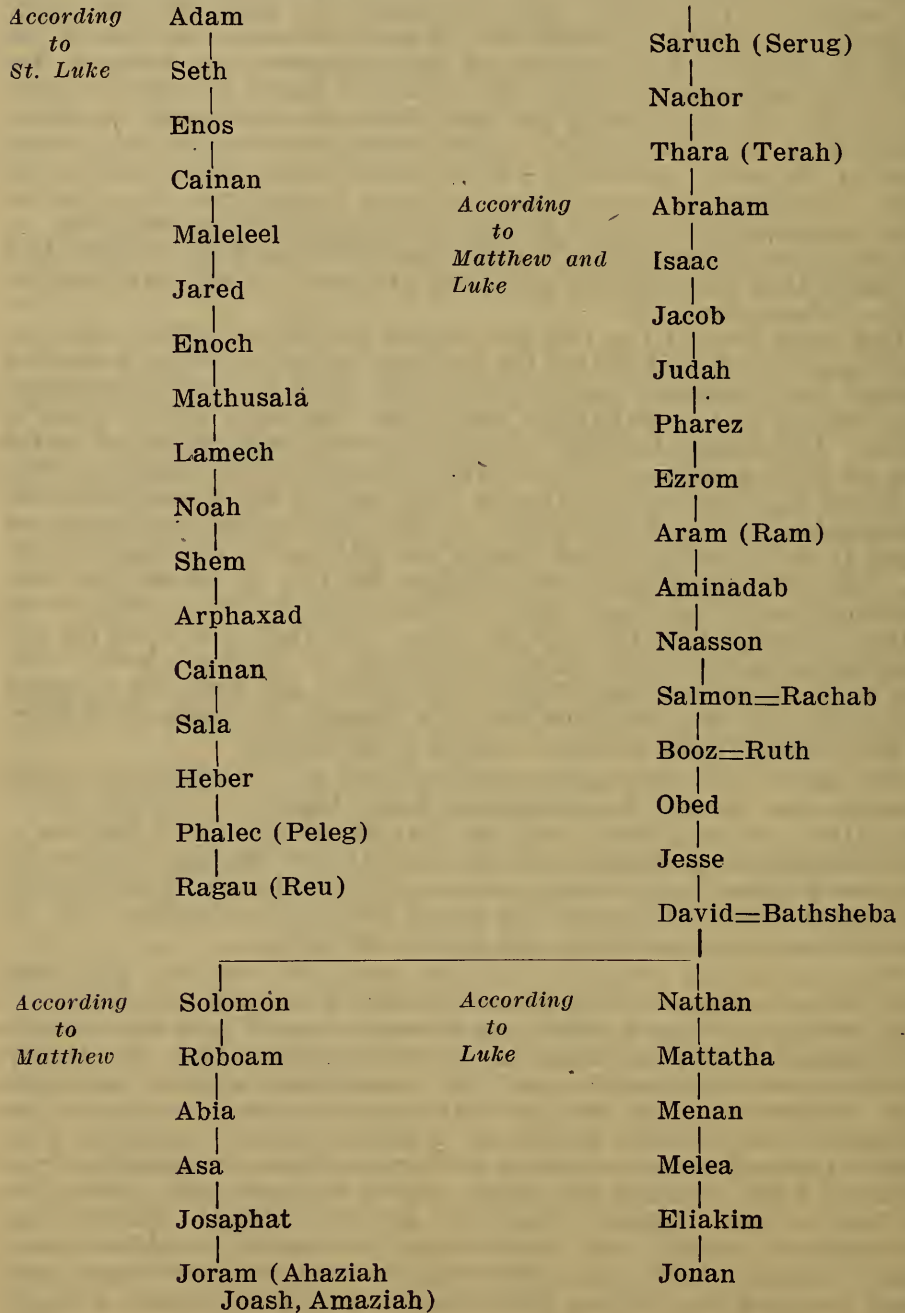 According
to
St. Luke
Adam
Seth
Enos
Cainan
Maleleel
Jared
Enoch
Mathusala
Lamech
Noah
Shem
Arphaxad
Cainan
Sala
Heber
Phalec (Peleg)
Ragau (Reu)
Saruch (Serug)
Nachor
Thara (Terah)
According
to
Matthew and
Luke
Abraham
Isaac
Jacob
Judah
Pharez
Ezrom
Aram (Ram)
Aminadab
Naasson
Salmon=Rachab
Booz=Ruth
Obed
Jesse
David=Bathsheba
According
to
Matthew
Solomon
Roboam
Abia
Asa
Josaphat
Joram (Ahaziah
Joash, Amaziah)
According
to
Luke
Nathan
Mattatha
Menan
Melea
Eliakim
Jonan